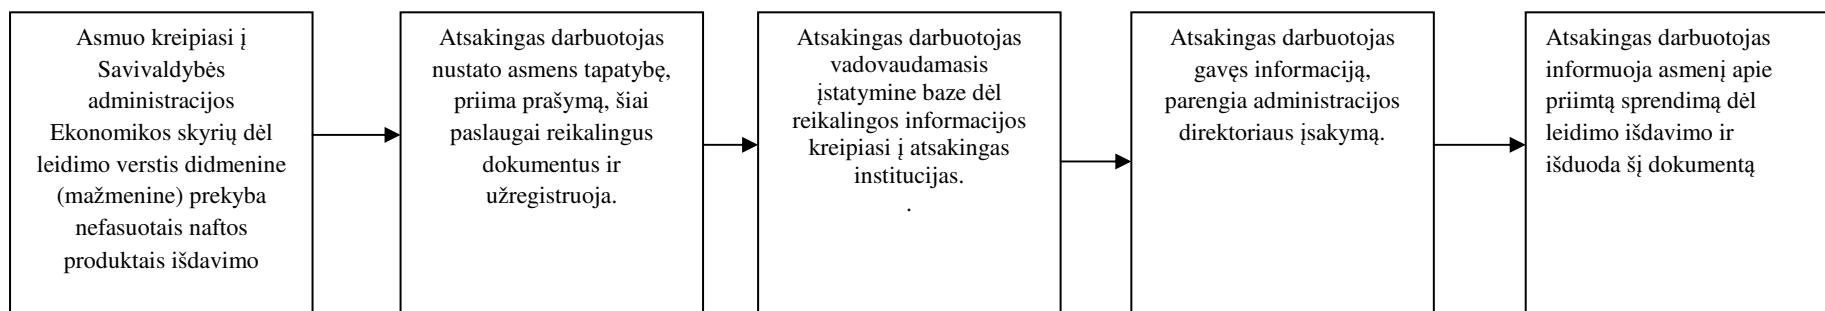 Asmuo kreipiasi į
Savivaldybės
administracijos
Ekonomikos skyrių dėl
leidimo verstis didmenine
(mažmenine) prekyba
nefasuotais naftos
produktais išdavimo
Atsakingas darbuotojas
nustato asmens tapatybę,
priima prašymą, šiai
paslaugai reikalingus
dokumentus ir
užregistruoja.
Atsakingas darbuotojas
vadovaudamasis
įstatymine baze dėl
reikalingos informacijos
kreipiasi į atsakingas
institucijas.
.
Atsakingas darbuotojas
gavęs informaciją,
parengia administracijos
direktoriaus įsakymą.
Atsakingas darbuotojas
informuoja asmenį apie
priimtą sprendimą dėl
leidimo išdavimo ir
išduoda šį dokumentą